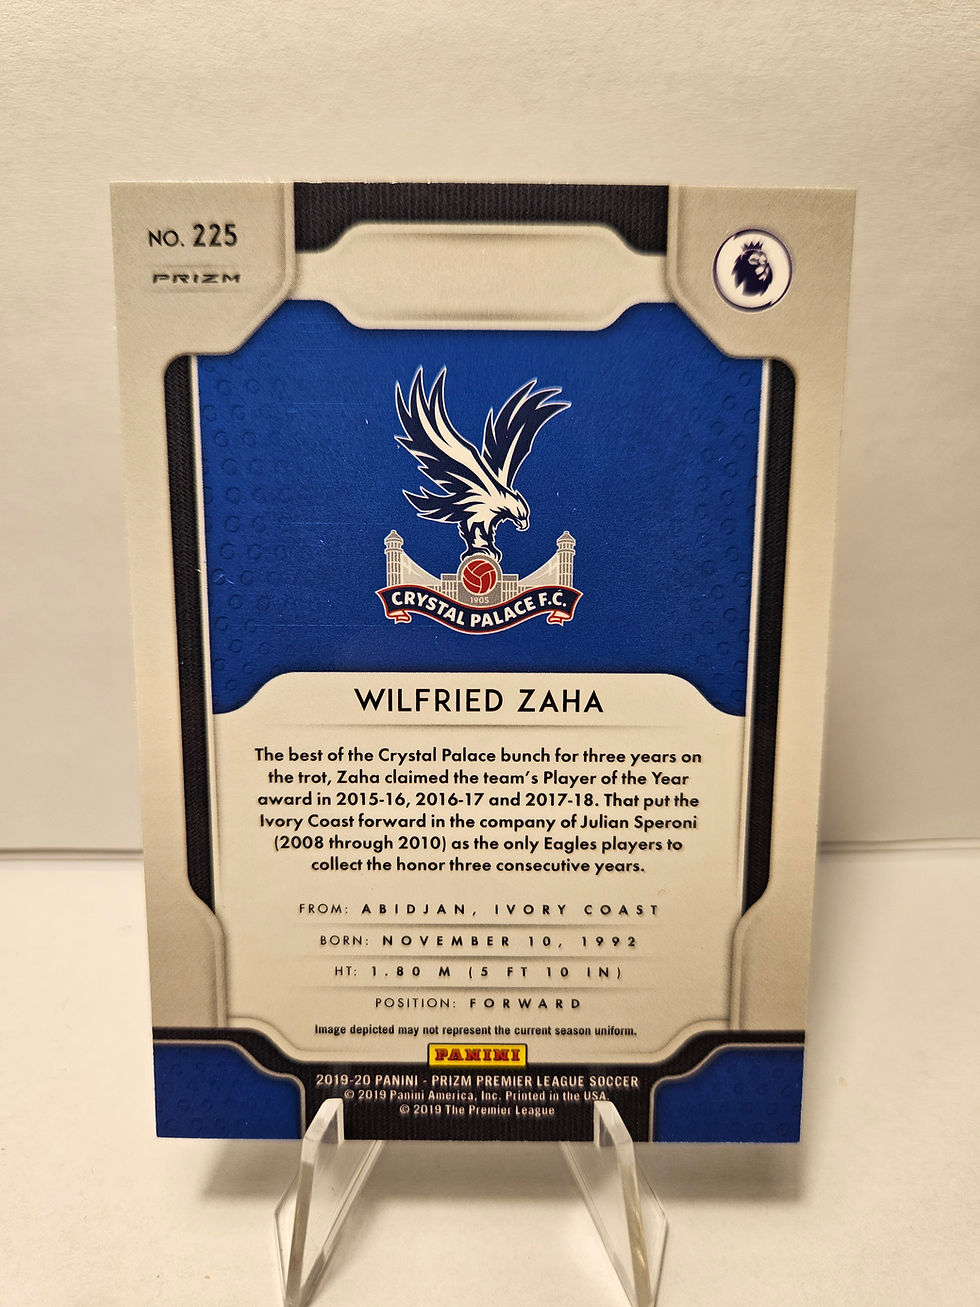 NO. 225
PRIZM
1905
CRYSTAL PALACE F.C.
WILFRIED ZAHA
The best of the Crystal Palace bunch for three years on
the trot, Zaha claimed the team's Player of the Year
award in 2015-16, 2016-17 and 2017-18. That put the
Ivory Coast forward in the company of Julian Speroni
(2008 through 2010) as the only Eagles players to
collect the honor three consecutive years.
FROM: ABIDJAN, IVORY COAST
BORN: NOVEMBER 10, 1992
HT: 1.80 M (5 FT 10 IN)
POSITION: FORWARD
Image depicted may not represent the current season uniform.
PANINI
2019-20 PANINI - PRIZM PREMIER LEAGUE SOCCER
© 2019 Panini America, Inc. Printed in the USA.
© 2019 The Premier League